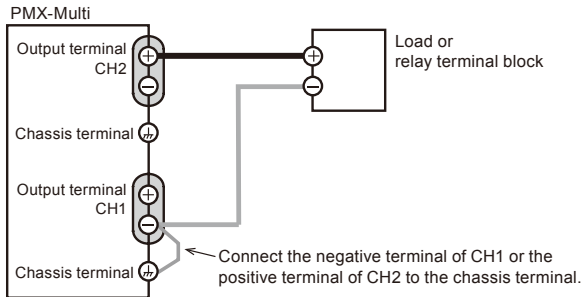 PMX-Multi
Output terminal
CH2
+
−
Chassis terminal
Output terminal
CH1
+
−
Chassis terminal
+
−
Load or
relay terminal block
Connect the negative terminal of CH1 or the
positive terminal of CH2 to the chassis terminal.